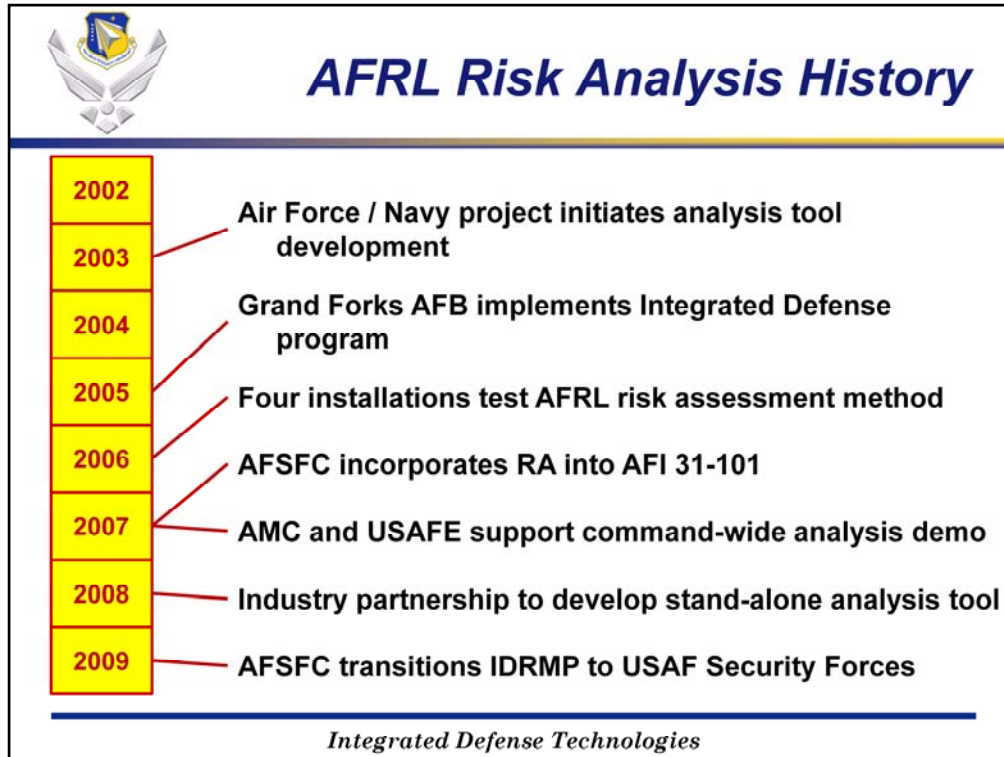 AFRL Risk Analysis History
2002
2003
2004
2005
2006
2007
2008
2009
Air Force / Navy project initiates analysis tool
development
Grand Forks AFB implements Integrated Defense
program
Four installations test AFRL risk assessment method
AFSFC incorporates RA into AFI 31-101
AMC and USAFE support command-wide analysis demo
Industry partnership to develop stand-alone analysis tool
AFSFC transitions IDRMP to USAF Security Forces
Integrated Defense Technologies